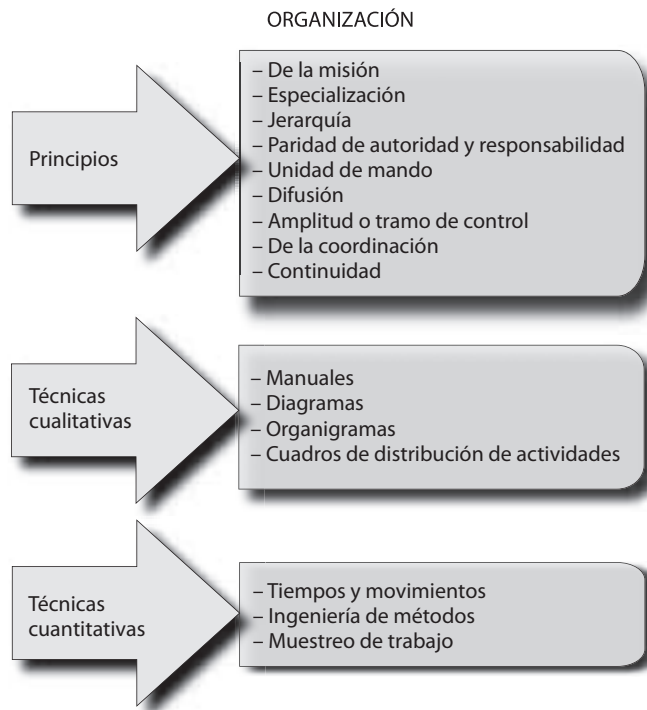 ORGANIZACIÓN
Principios
– De la misión
– Especialización
– Jerarquía
– Paridad de autoridad y responsabilidad
– Unidad de mando
– Difusión
– Amplitud o tramo de control
– De la coordinación
– Continuidad
Técnicas
cualitativas
– Manuales
– Diagramas
– Organigramas
– Cuadros de distribución de actividades
Técnicas
cuantitativas
– Tiempos y movimientos
– Ingeniería de métodos
– Muestreo de trabajo